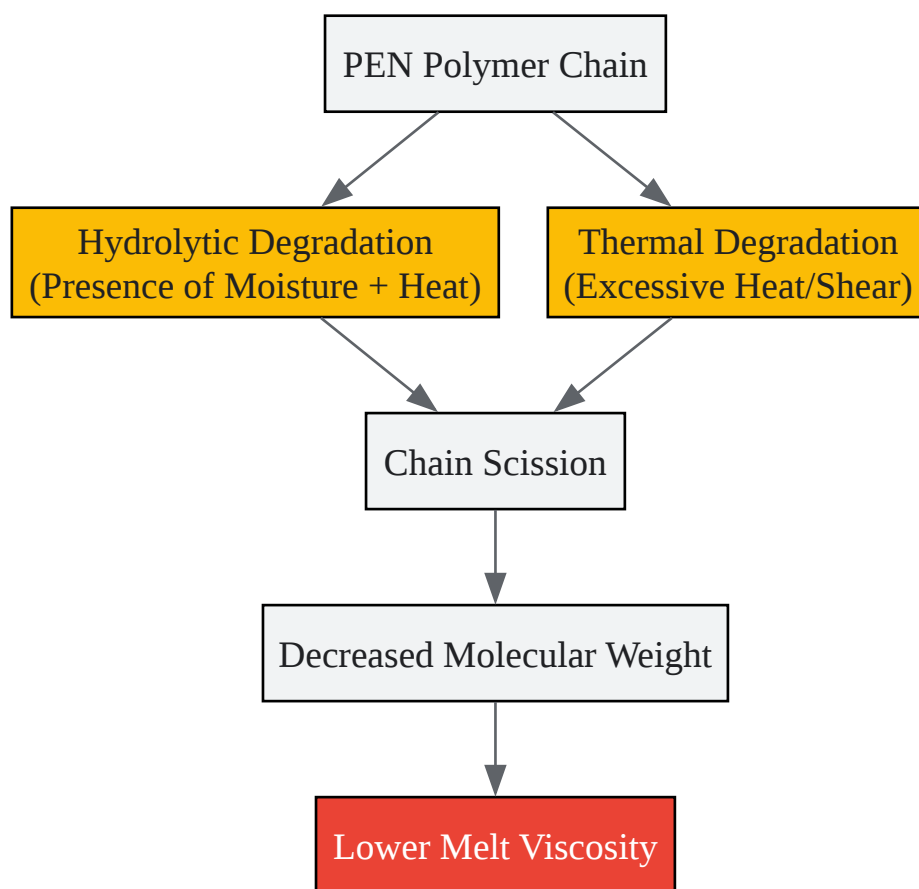 PEN Polymer Chain
Hydrolytic Degradation
(Presence of Moisture + Heat)
Thermal Degradation
(Excessive Heat/Shear)
Chain Scission
Decreased Molecular Weight
Lower Melt Viscosity